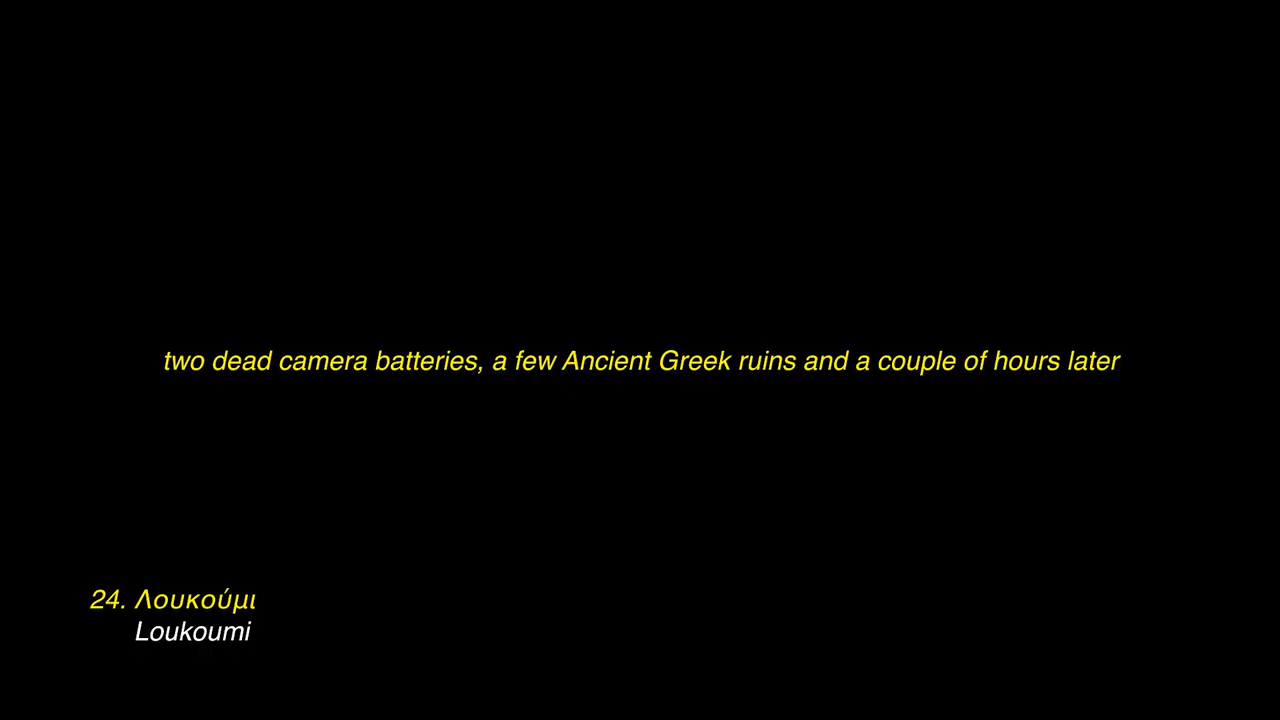 two dead camera batteries, a few Ancient Greek ruins and a couple of hours later
24. Λουκούμι
Loukoumi